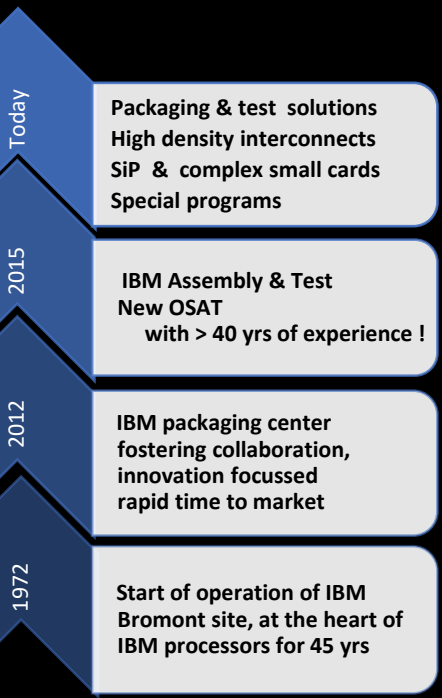 Today
Packaging & test solutions
High density interconnects
SiP & complex small cards
Special programs
2015
IBM Assembly & Test
New OSAT
with > 40 yrs of experience !
2012
IBM packaging center
fostering collaboration,
innovation focussed
rapid time to market
1972
Start of operation of IBM
Bromont site, at the heart of
IBM processors for 45 yrs